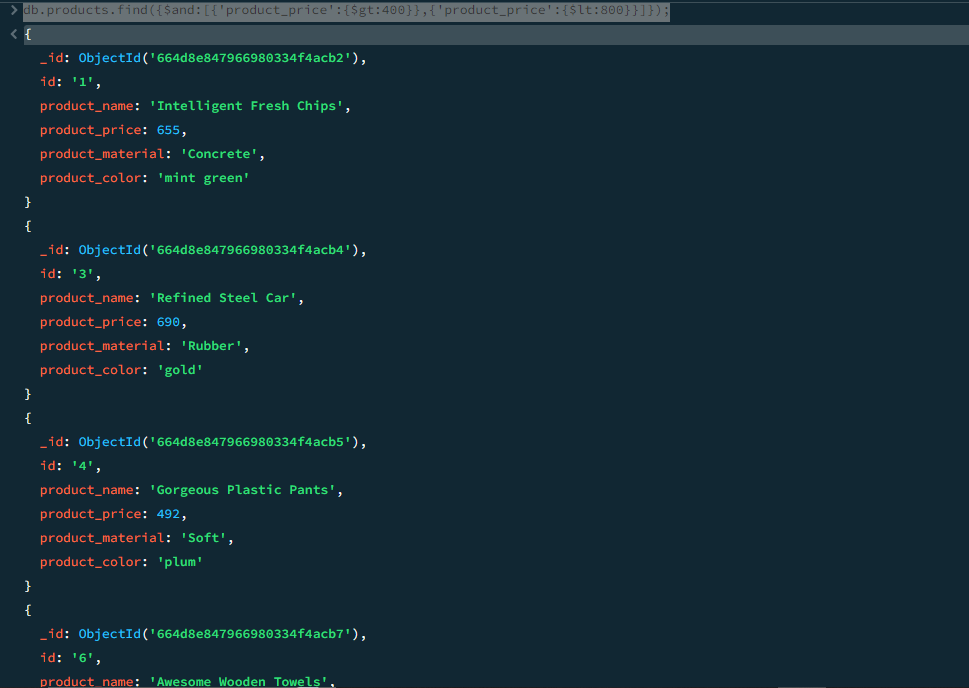 db.products.find({$and:[{'product_price':{$gt:400}},{'product_price':{$lt:800}}]});
{
_id: ObjectId('664d8e847966980334f4acb2'),
id: '1',
product_name: 'Intelligent Fresh Chips',
product_price: 655,
product_material: 'Concrete',
product_color: 'mint green'
}
{
_id: ObjectId('664d8e847966980334f4acb4'),
id: '3',
product_name: 'Refined Steel Car',
product_price: 690,
product_material: 'Rubber',
product_color: 'gold'
}
{
_id: ObjectId('664d8e847966980334f4acb5'),
id: '4',
product_name: 'Gorgeous Plastic Pants',
product_price: 492,
product_material: 'Soft',
product_color: 'plum'
}
{
_id: ObjectId('664d8e847966980334f4acb7'),
id: '6',
product_name: 'Awesome Wooden Towels',